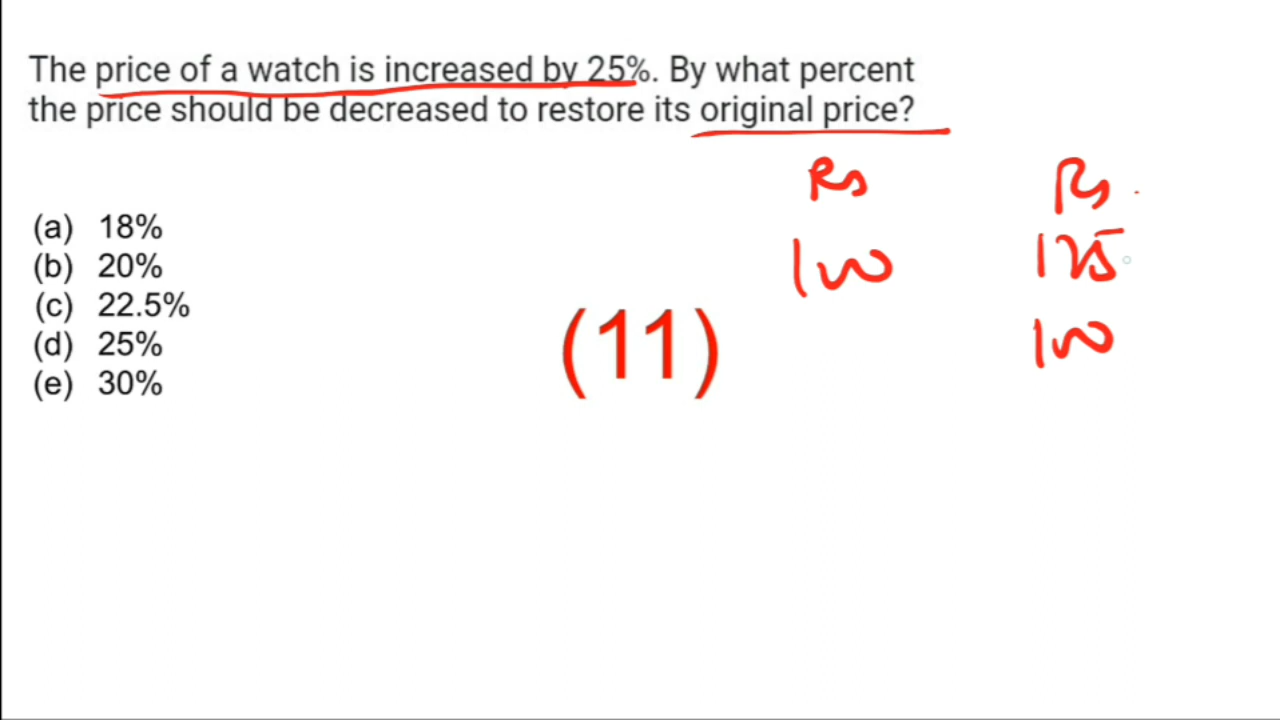 The price of a watch is increased by 25%. By what percent
the price should be decreased to restore its original price?
Rs Rs.
(a) 18%
(b) 20%
100 125
(c) 22.5%
(d) 25%
(11) 100
(e) 30%